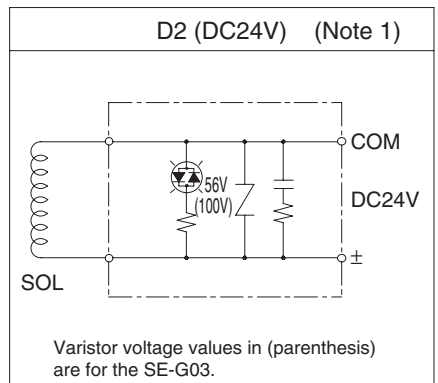 D2 (DC24V) (Note 1)
COM
56V
(100V)
DC24V
±
SOL
Varistor voltage values in (parenthesis)
are for the SE-G03.